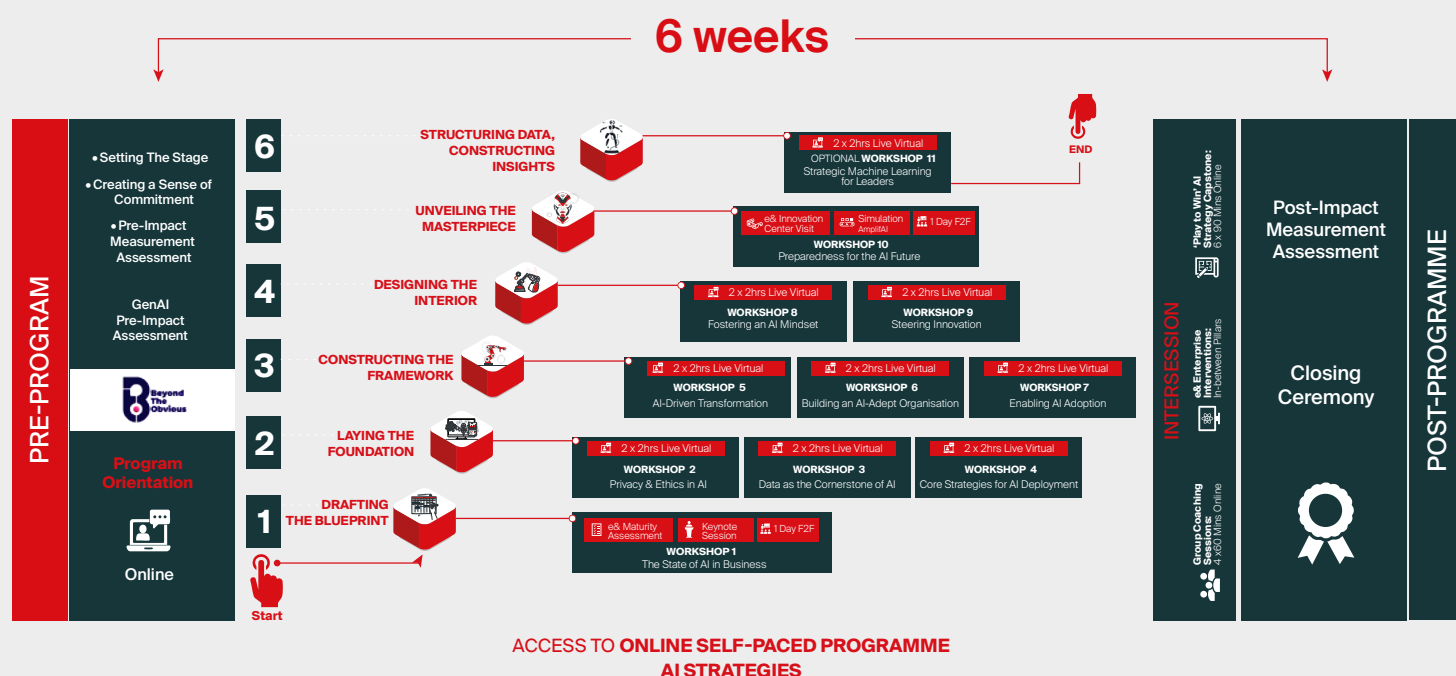 6 weeks
PRE-PROGRAM
• Setting The Stage
• Creating a Sense of
Commitment
• Pre-Impact
Measurement
Assessment
GenAI
Pre-Impact
Assessment
Beyond
The
Obvious
Program
Orientation
Online
6
STRUCTURING DATA,
CONSTRUCTING
INSIGHTS
2 x 2hrs Live Virtual
OPTIONAL WORKSHOP 11
Strategic Machine Learning
for Leaders
END
5
UNVEILING THE
MASTERPIECE
e& Innovation
Center Visit
Simulation
AmplifAI
1 Day F2F
WORKSHOP 10
Preparedness for the AI Future
4
DESIGNING THE
INTERIOR
2 x 2hrs Live Virtual
WORKSHOP 8
Fostering an AI Mindset
2 x 2hrs Live Virtual
WORKSHOP 9
Steering Innovation
3
CONSTRUCTING THE
FRAMEWORK
2 x 2hrs Live Virtual
WORKSHOP 5
AI-Driven Transformation
2 x 2hrs Live Virtual
WORKSHOP 6
Building an AI-Adept Organisation
2 x 2hrs Live Virtual
WORKSHOP 7
Enabling AI Adoption
2
LAYING THE
FOUNDATION
2 x 2hrs Live Virtual
WORKSHOP 2
Privacy & Ethics in AI
2 x 2hrs Live Virtual
WORKSHOP 3
Data as the Cornerstone of AI
2 x 2hrs Live Virtual
WORKSHOP 4
Core Strategies for AI Deployment
1
DRAFTING
THE BLUEPRINT
e& Maturity
Assessment
Keynote
Session
1 Day F2F
WORKSHOP 1
The State of AI in Business
Start
INTERSESSION
'Play to Win' AI
Strategy Capstone:
6 x 90 Mins Online
e& Enterprise
Interventions:
In-between Pillars
Group Coaching
Sessions:
4 x60 Mins Online
Post-Impact
Measurement
Assessment
Closing
Ceremony
POST-PROGRAMME
ACCESS TO ONLINE SELF-PACED PROGRAMME
AI STRATEGIES